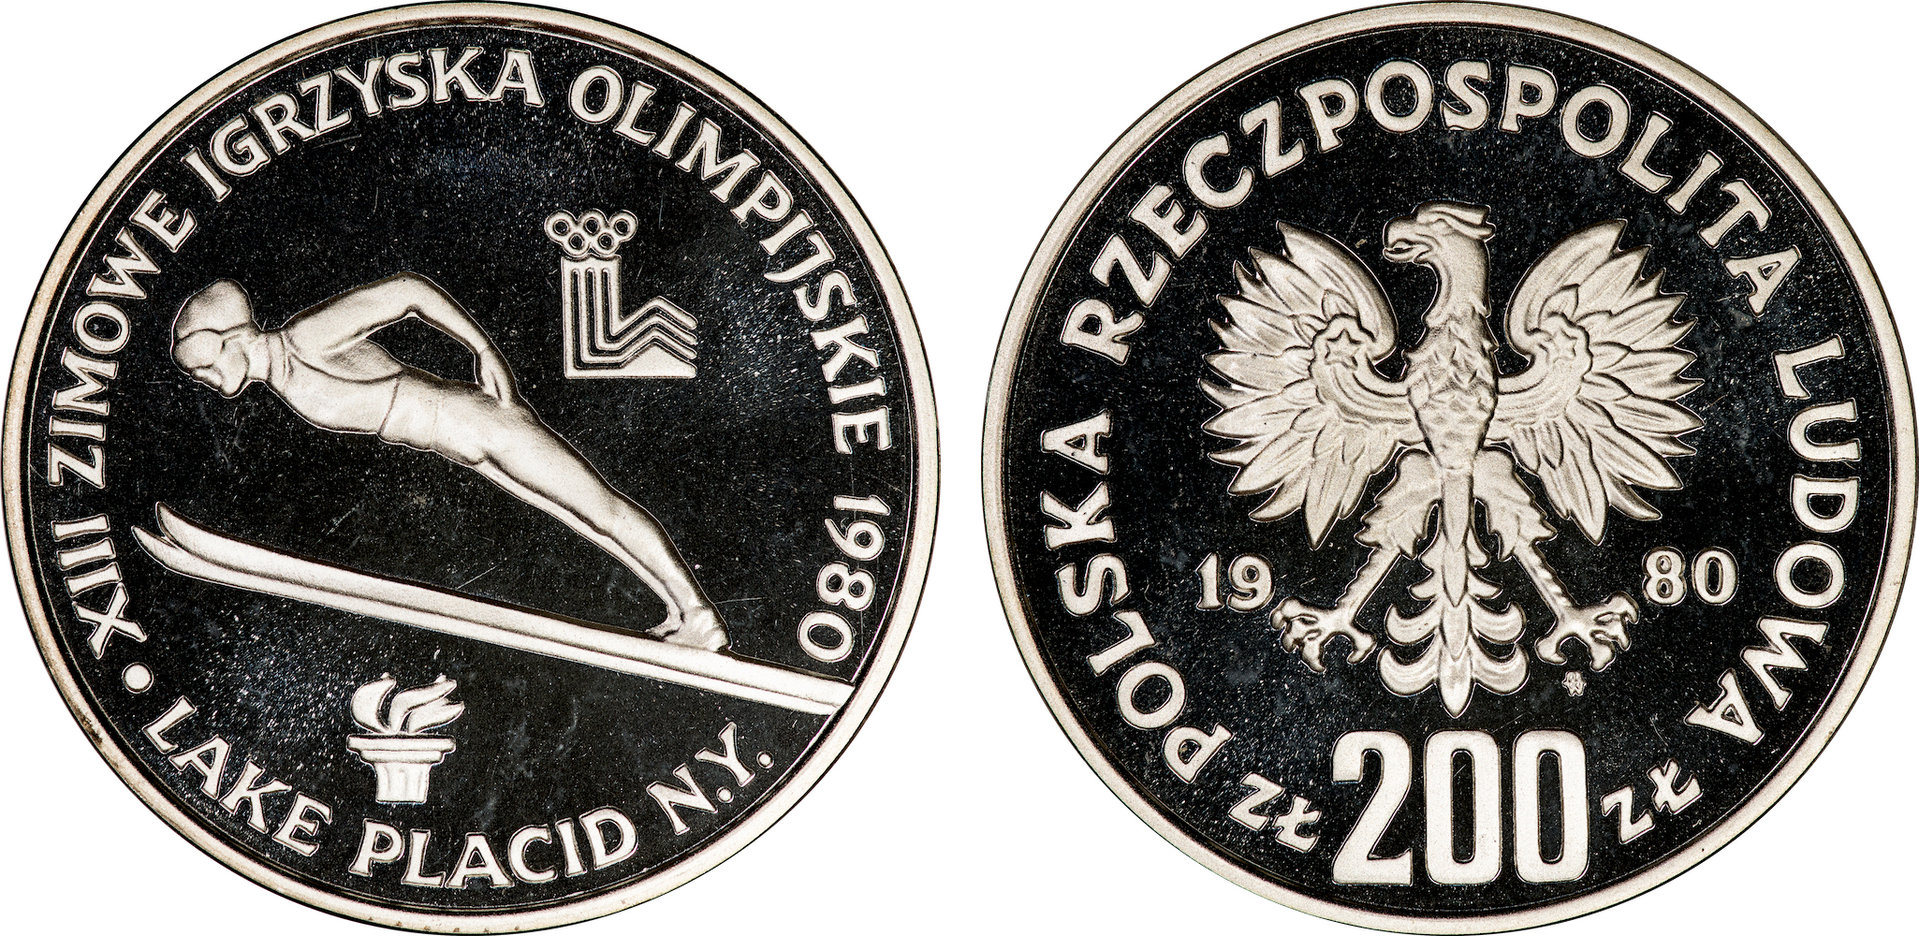 XIII ZIMOWE IGRZYSKA OLIMPIJSKIE 1980
• LAKE PLACID N.Y.
POLSKA RZECZPOSPOLITA LUDOWA
19 80
ZŁ 200 ZŁ